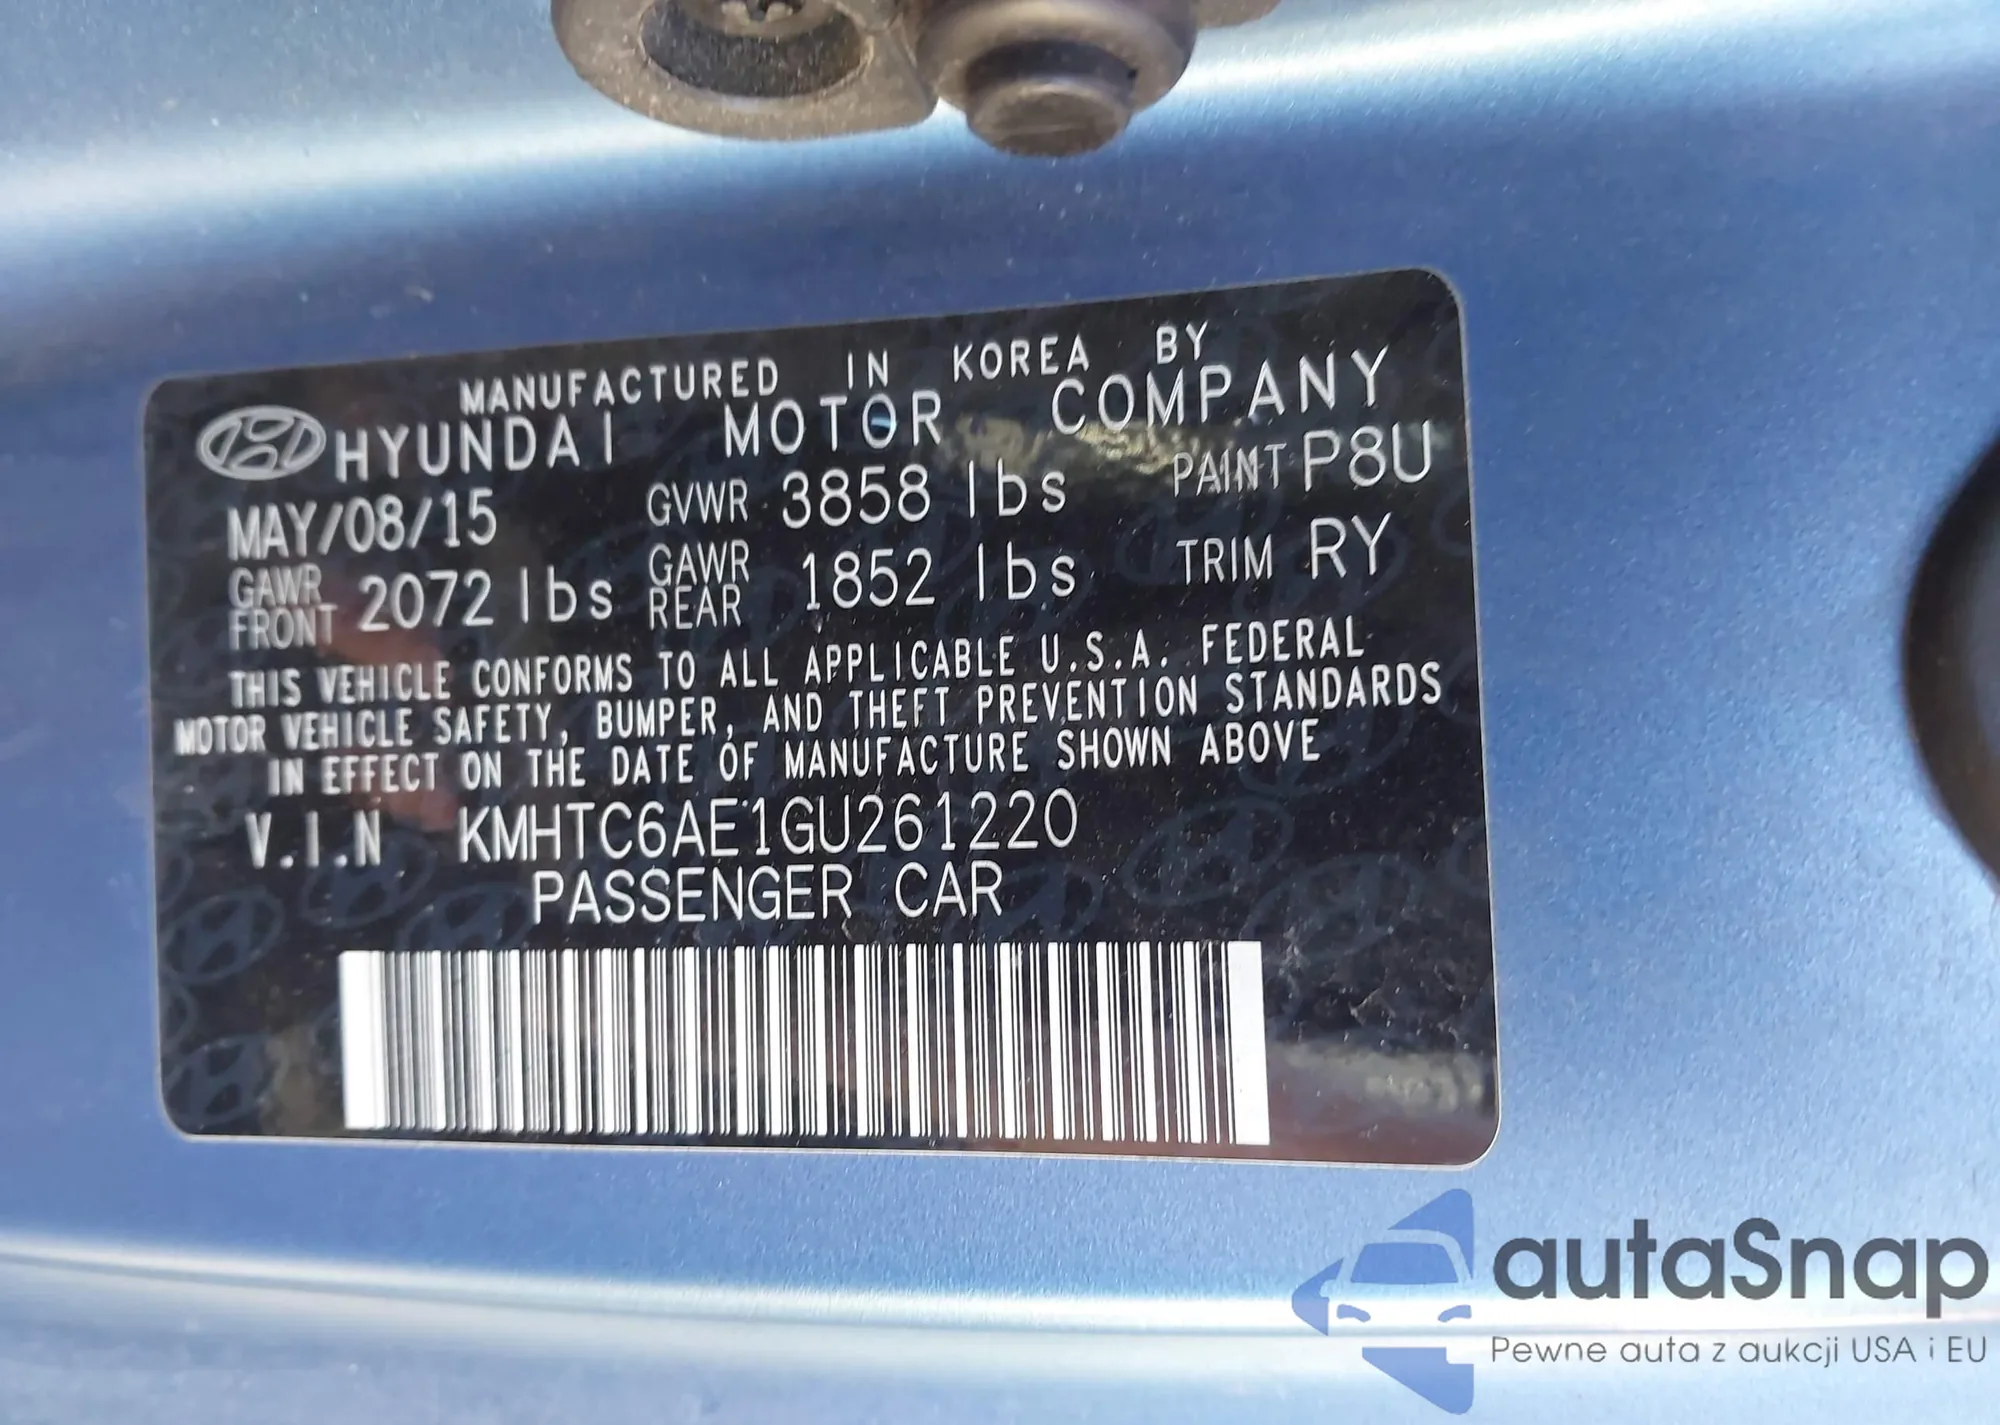 MANUFACTURED IN KOREA BY
HYUNDAI MOTOR COMPANY
MAY/08/15 GVWR 3858 lbs PAINT P8U
GAWR FRONT 2072 lbs GAWR REAR 1852 lbs TRIM RY
THIS VEHICLE CONFORMS TO ALL APPLICABLE U.S.A. FEDERAL
MOTOR VEHICLE SAFETY, BUMPER, AND THEFT PREVENTION STANDARDS
IN EFFECT ON THE DATE OF MANUFACTURE SHOWN ABOVE
V.I.N KMHTC6AE1GU261220
PASSENGER CAR
autaSnap
Pewne auta z aukcji USA i EU